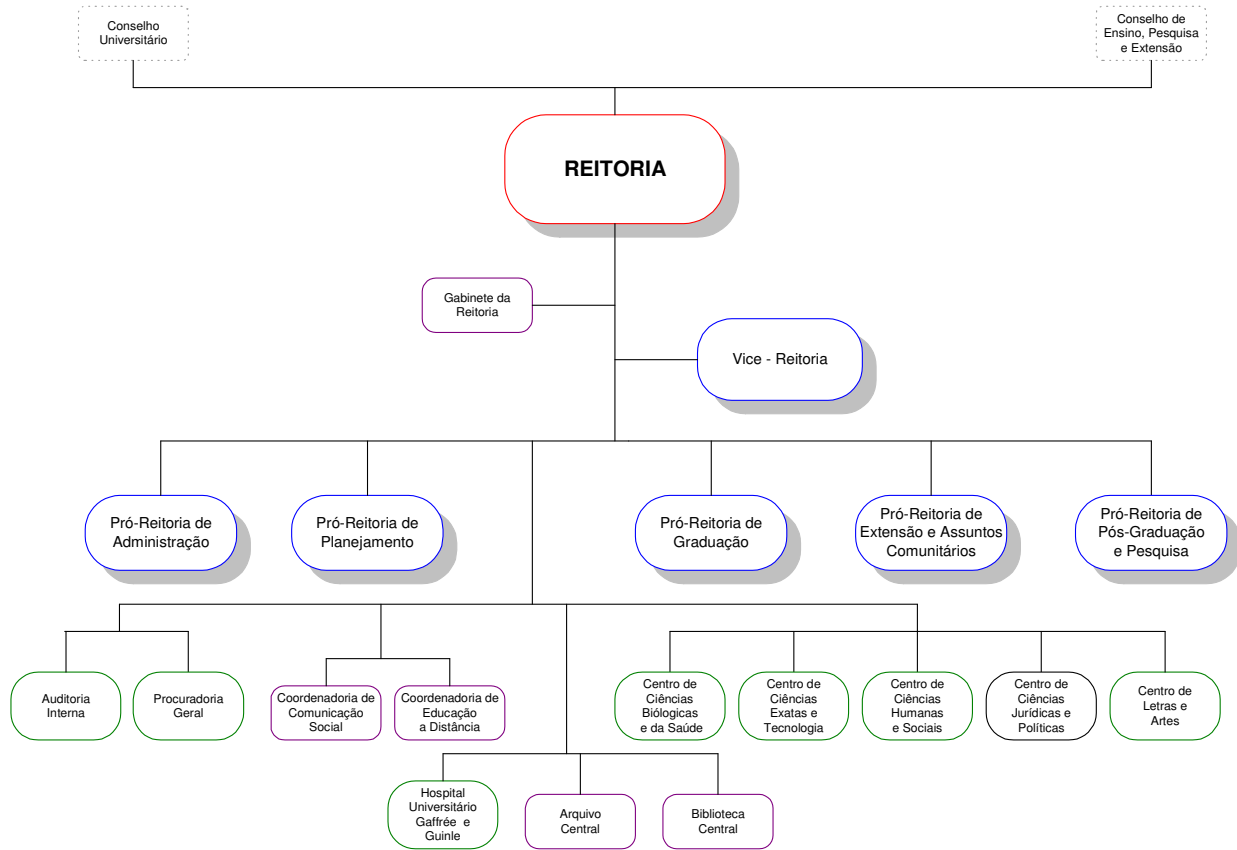 Conselho
Universitário
Conselho de
Ensino, Pesquisa
e Extensão
REITORIA
Gabinete da
Reitoria
Vice - Reitoria
Pró-Reitoria de
Administração
Pró-Reitoria de
Planejamento
Pró-Reitoria de
Graduação
Pró-Reitoria de
Extensão e Assuntos
Comunitários
Pró-Reitoria de
Pós-Graduação
e Pesquisa
Auditoria
Interna
Procuradoria
Geral
Coordenadoria de
Comunicação
Social
Coordenadoria de
Educação
a Distância
Centro de
Ciências
Biólogicas
e da Saúde
Centro de
Ciências
Exatas e
Tecnologia
Centro de
Ciências
Humanas
e Sociais
Centro de
Ciências
Jurídicas e
Políticas
Centro de
Letras e
Artes
Hospital
Universitário
Gaffrée e
Guinle
Arquivo
Central
Biblioteca
Central